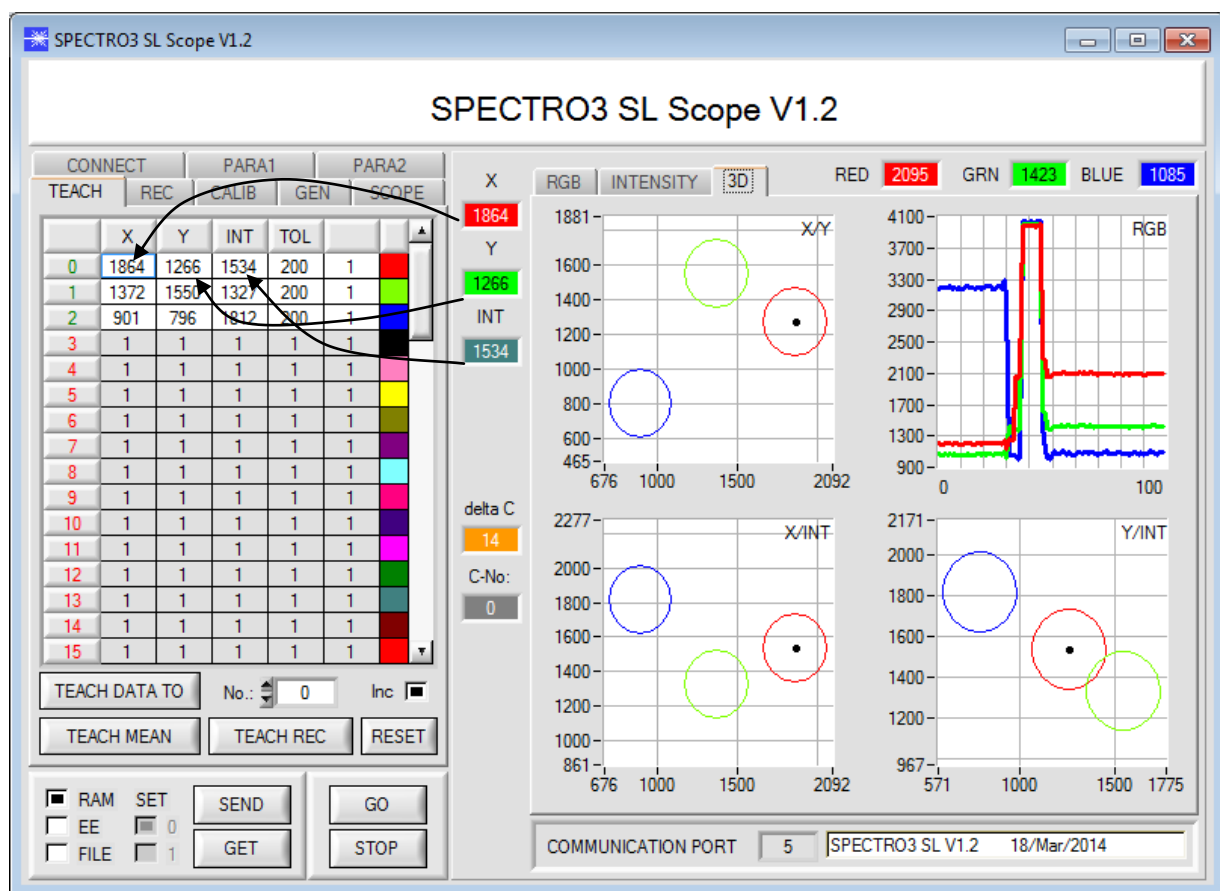 SPECTRO3 SL Scope V1.2
SPECTRO3 SL Scope V1.2
CONNECT PARA1 PARA2
TEACH REC CALIB GEN SCOPE
X Y INT TOL
0 1864 1266 1534 200 1
1 1372 1550 1327 200 1
2 901 796 1812 200 1
3 1 1 1 1 1
4 1 1 1 1 1
5 1 1 1 1 1
6 1 1 1 1 1
7 1 1 1 1 1
8 1 1 1 1 1
9 1 1 1 1 1
10 1 1 1 1 1
11 1 1 1 1 1
12 1 1 1 1 1
13 1 1 1 1 1
14 1 1 1 1 1
15 1 1 1 1 1
TEACH DATA TO No.: 0 Inc
TEACH MEAN TEACH REC RESET
RAM SET SEND GO
EE 0
FILE 1 GET STOP
X
1864
Y
1266
INT
1534
delta C
14
C-No:
0
RGB INTENSITY 3D RED 2095 GRN 1423 BLUE 1085
X/Y
1881
1600
1400
1200
1000
800
600
465
676 1000 1500 2092
RGB
4100
3700
3300
2900
2500
2100
1700
1300
900
0 100
X/INT
2277
2000
1800
1600
1400
1200
1000
861
676 1000 1500 2092
Y/INT
2171
2000
1800
1600
1400
1200
967
571 1000 1500 1775
COMMUNICATION PORT 5 SPECTRO3 SL V1.2 18/Mar/2014